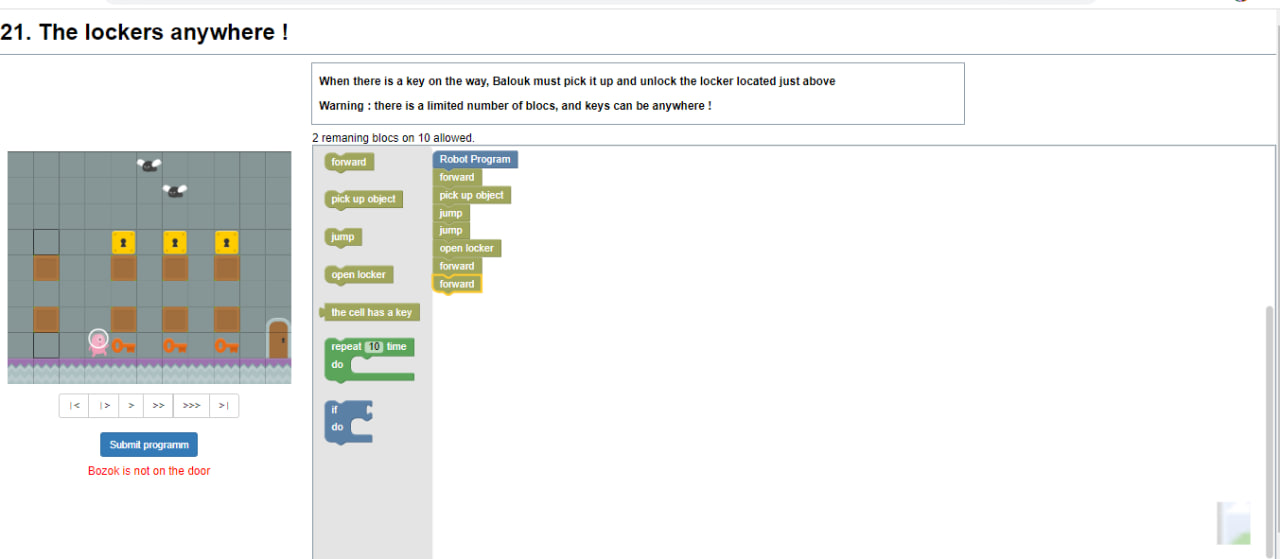 21. The lockers anywhere !
When there is a key on the way, Balouk must pick it up and unlock the locker located just above
Warning : there is a limited number of blocs, and keys can be anywhere !
2 remaning blocs on 10 allowed.
forward
pick up object
jump
open locker
the cell has a key
repeat 10 time
do
if
do
Robot Program
forward
pick up object
jump
jump
open locker
forward
forward
|< |> > >> >>> >|
Submit programm
Bozok is not on the door